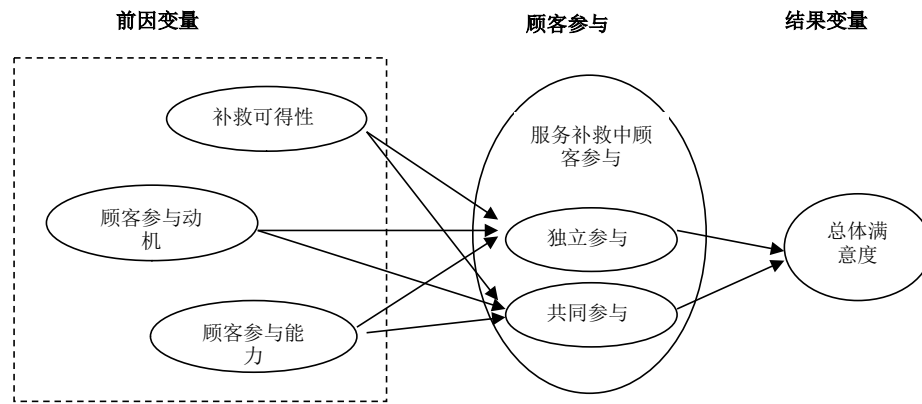 前因变量
顾客参与
结果变量
补救可得性
服务补救中顾
客参与
顾客参与动
机
独立参与
总体满
意度
共同参与
顾客参与能
力